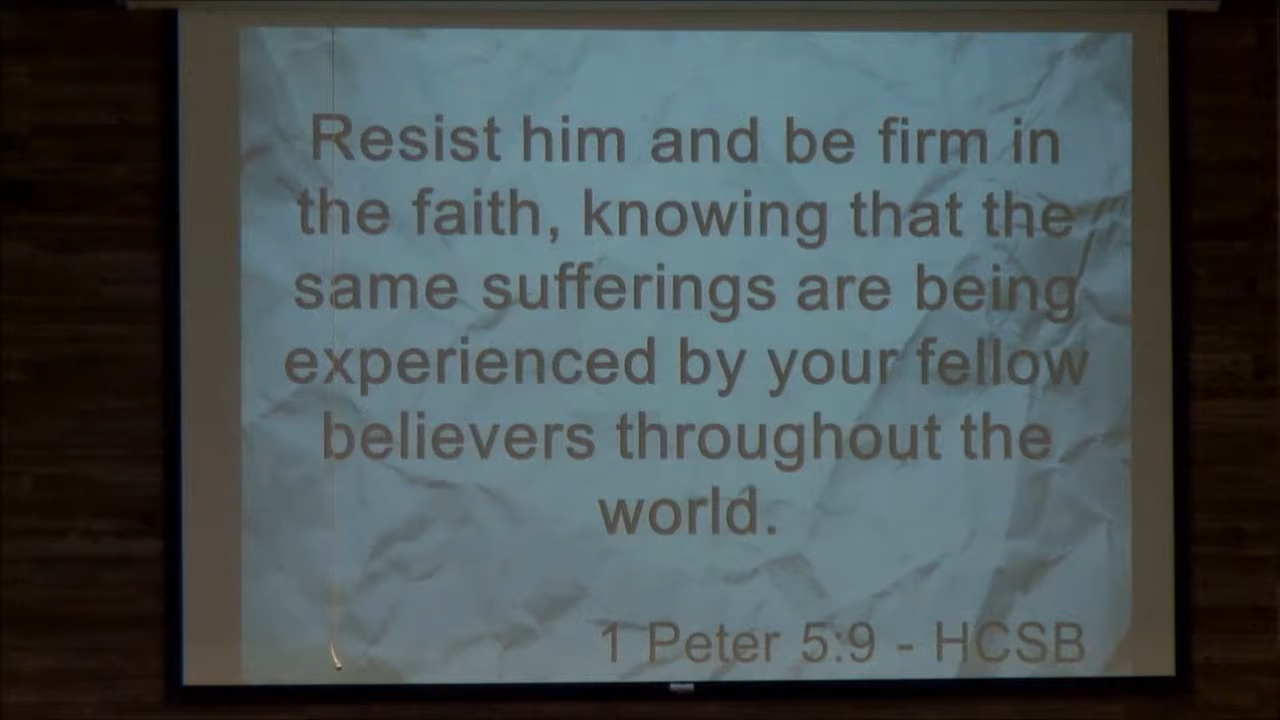 Resist him and be firm in
the faith, knowing that the
same sufferings are being
experienced by your fellow
believers throughout the
world.
1 Peter 5:9 - HCSB